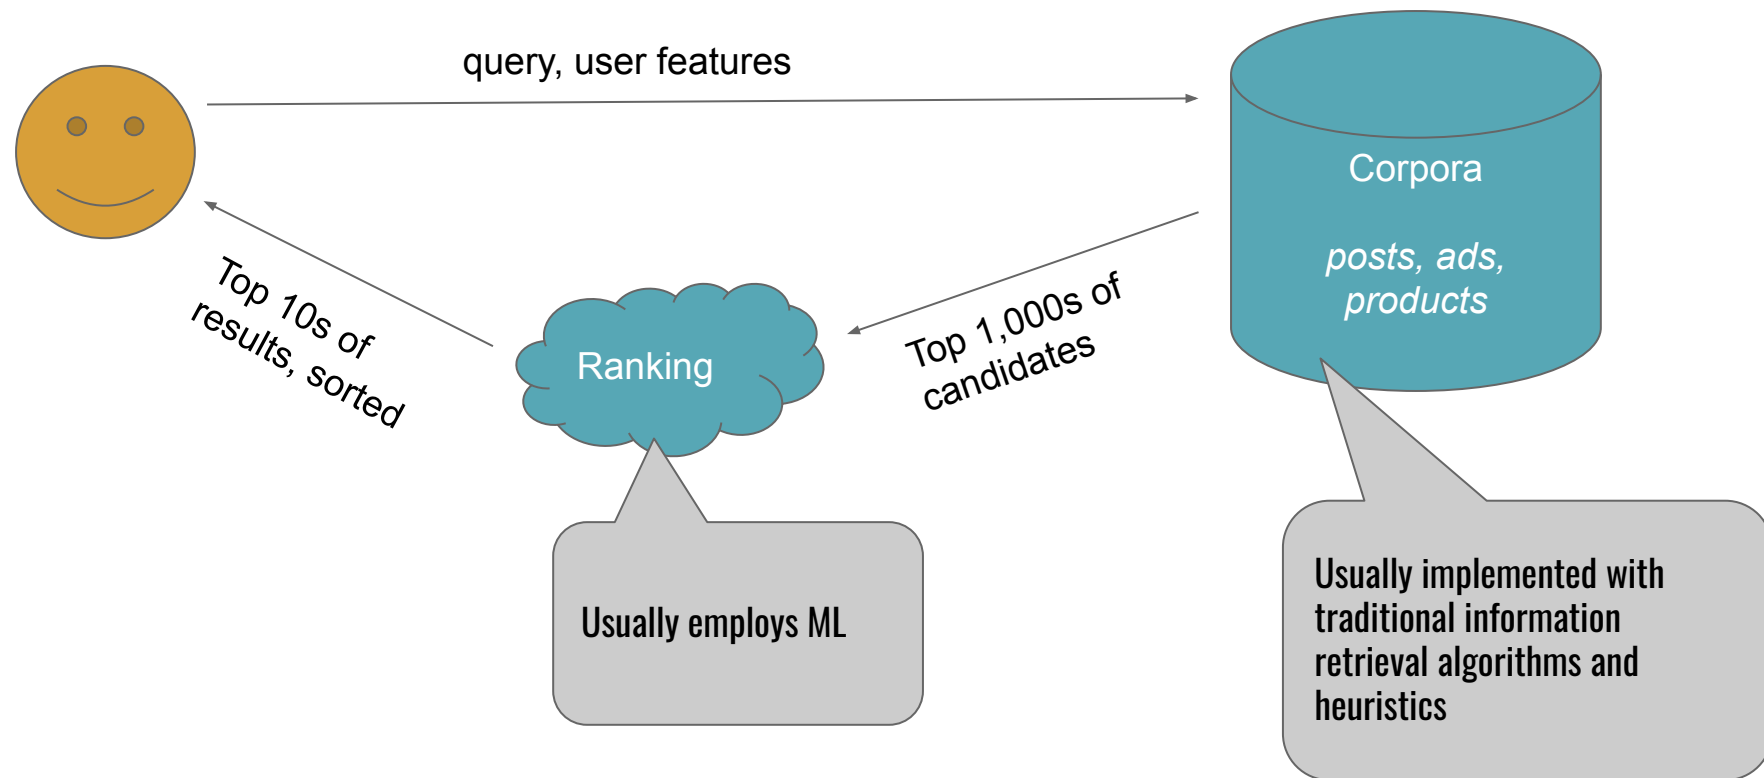 query, user features
Corpora
posts, ads,
products
Top 1,000s of
candidates
Ranking
Top 10s of
results, sorted
Usually employs ML
Usually implemented with
traditional information
retrieval algorithms and
heuristics